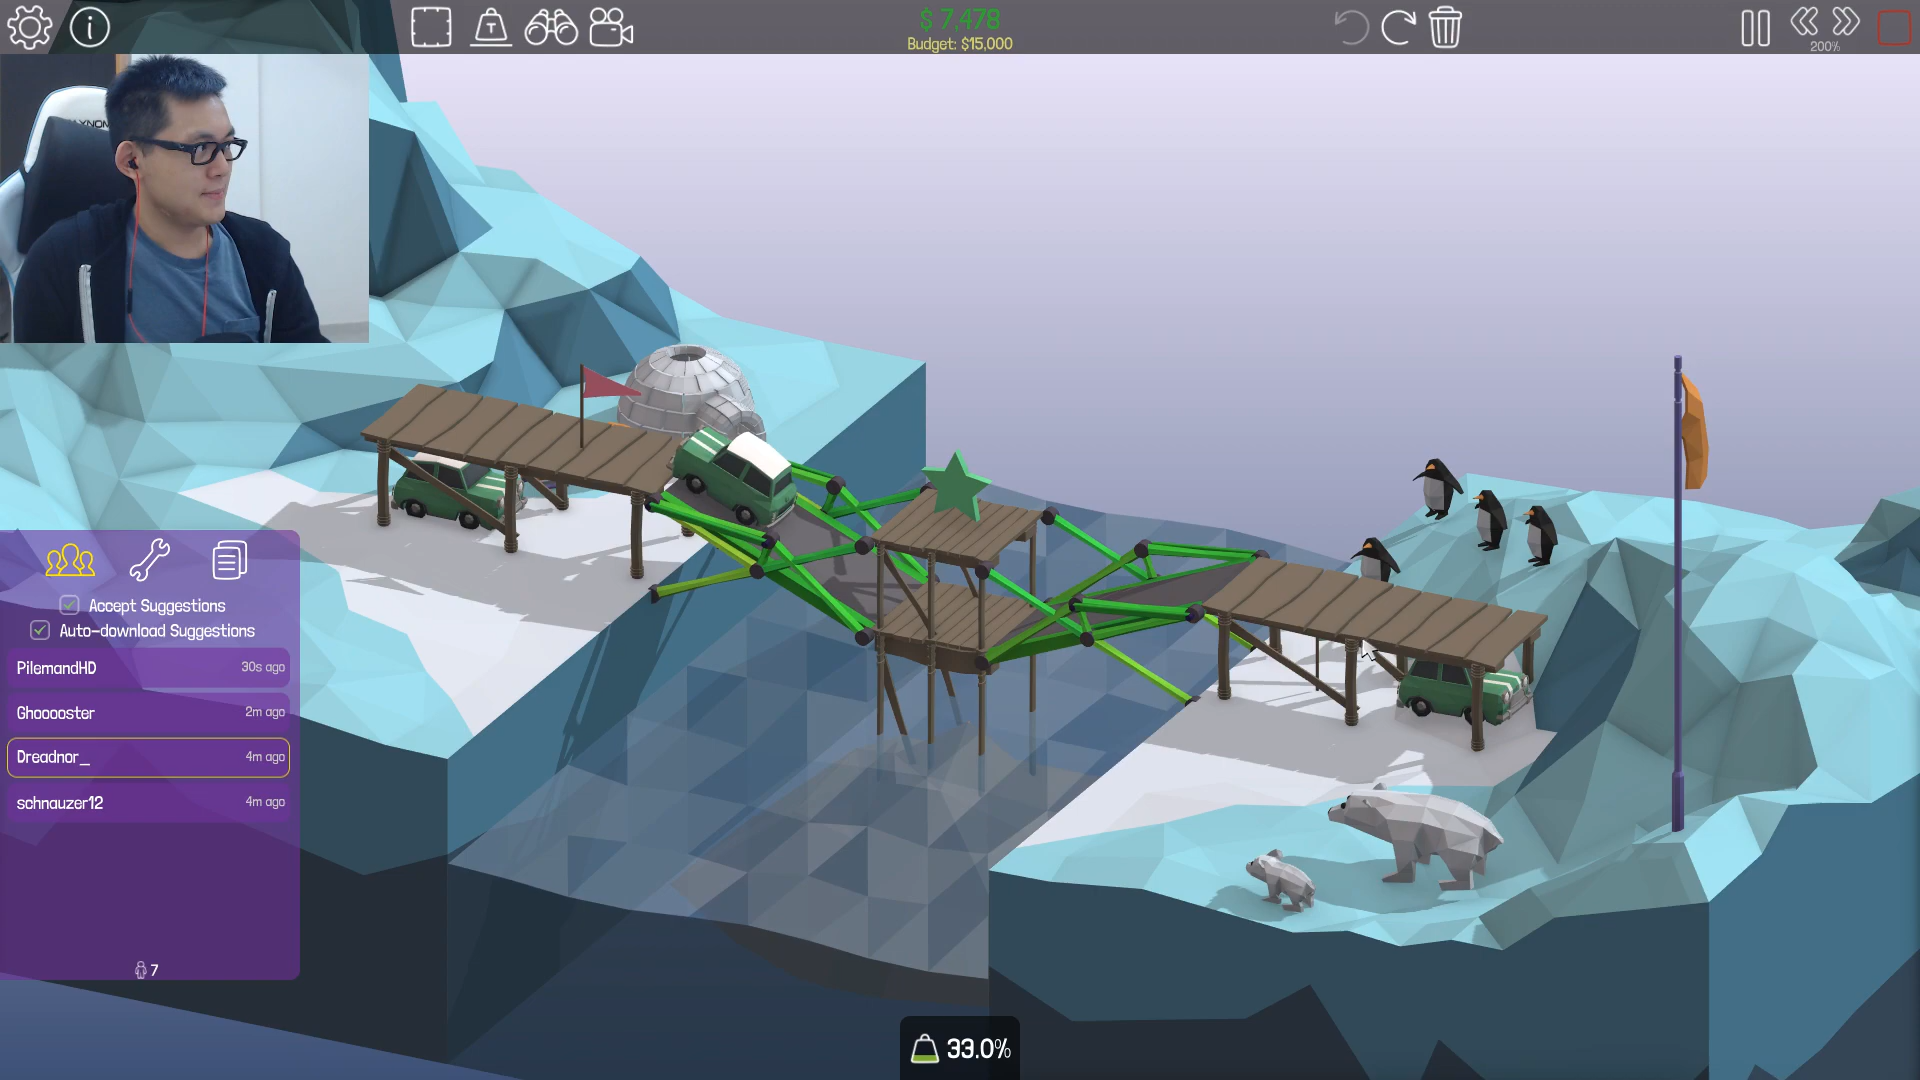 $ 7,478
Budget: $15,000
200%
Accept Suggestions
Auto-download Suggestions
PilemandHD 30s ago
Ghooooster 2m ago
Dreadnor_ 4m ago
schnauzer12 4m ago
7
33.0%